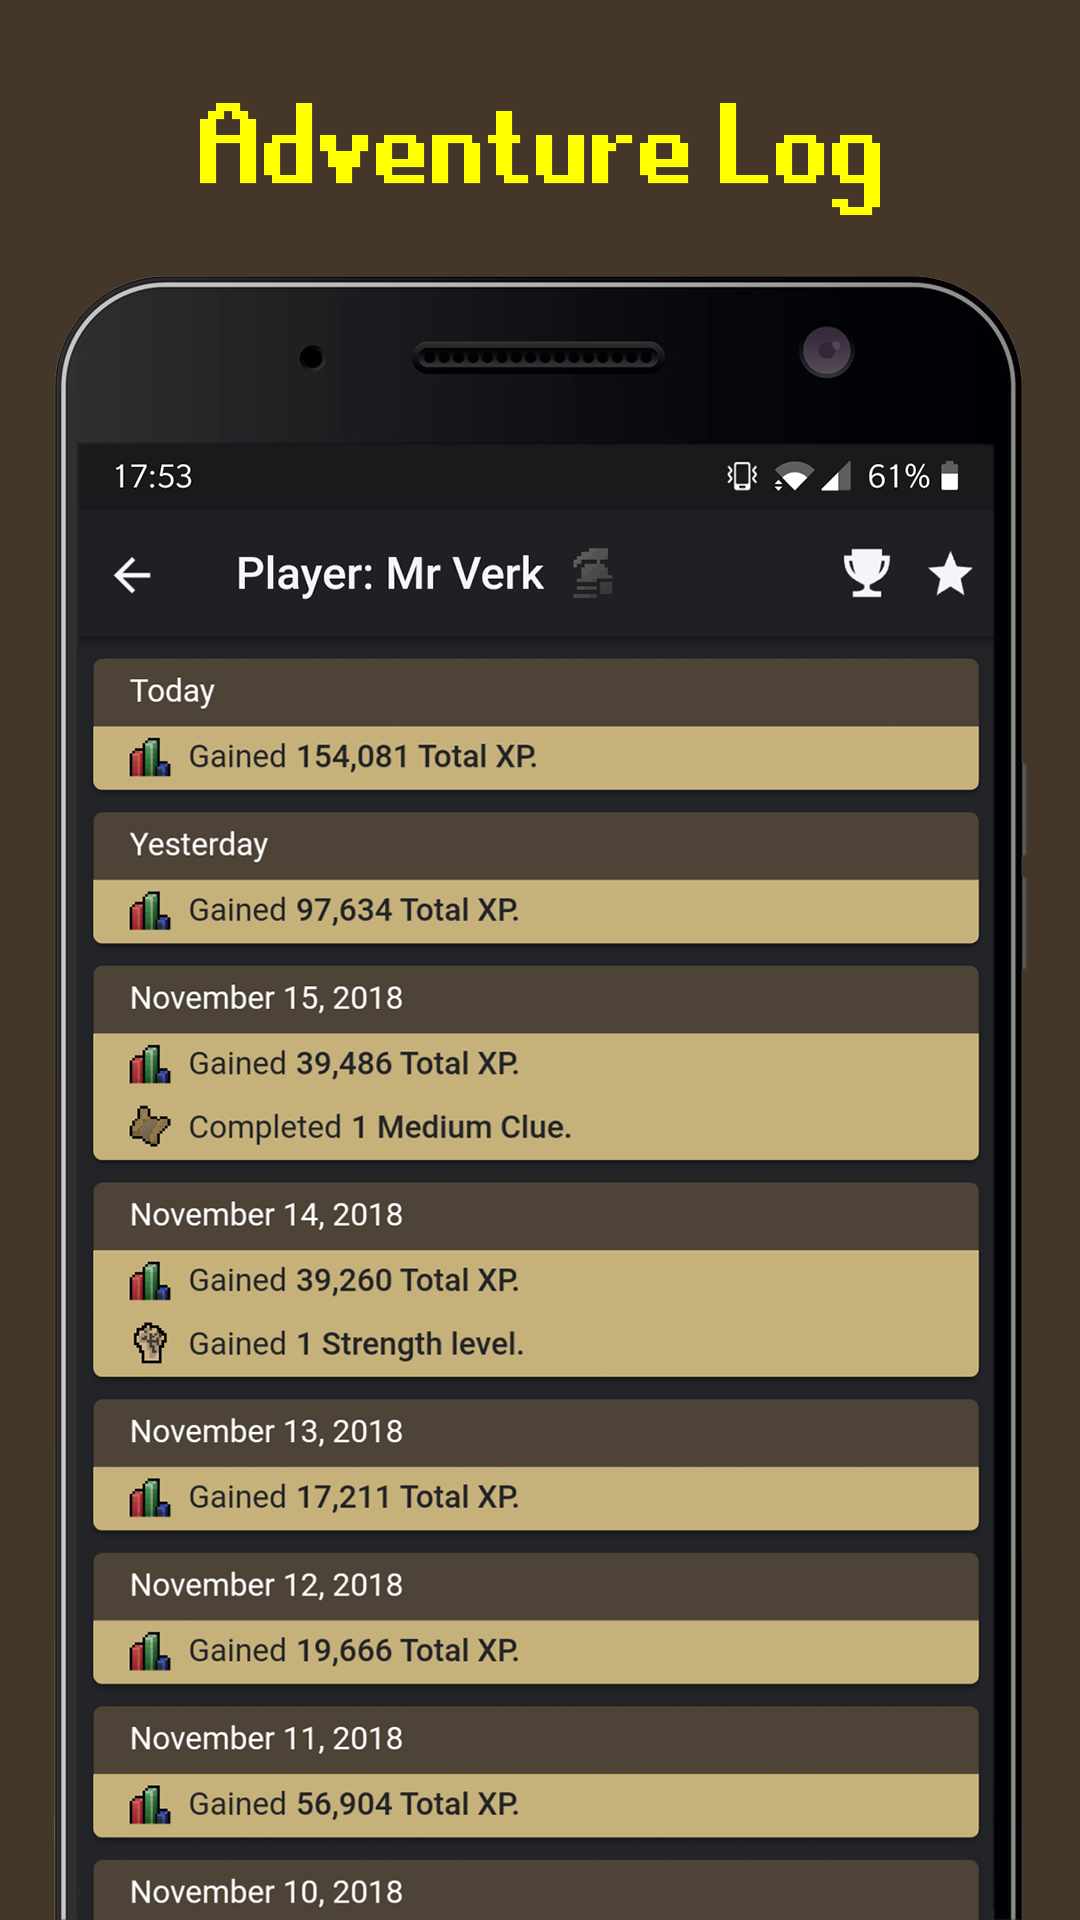 Adventure Log
17:53
61%
Player: Mr Verk
Today
Gained 154,081 Total XP.
Yesterday
Gained 97,634 Total XP.
November 15, 2018
Gained 39,486 Total XP.
Completed 1 Medium Clue.
November 14, 2018
Gained 39,260 Total XP.
Gained 1 Strength level.
November 13, 2018
Gained 17,211 Total XP.
November 12, 2018
Gained 19,666 Total XP.
November 11, 2018
Gained 56,904 Total XP.
November 10, 2018